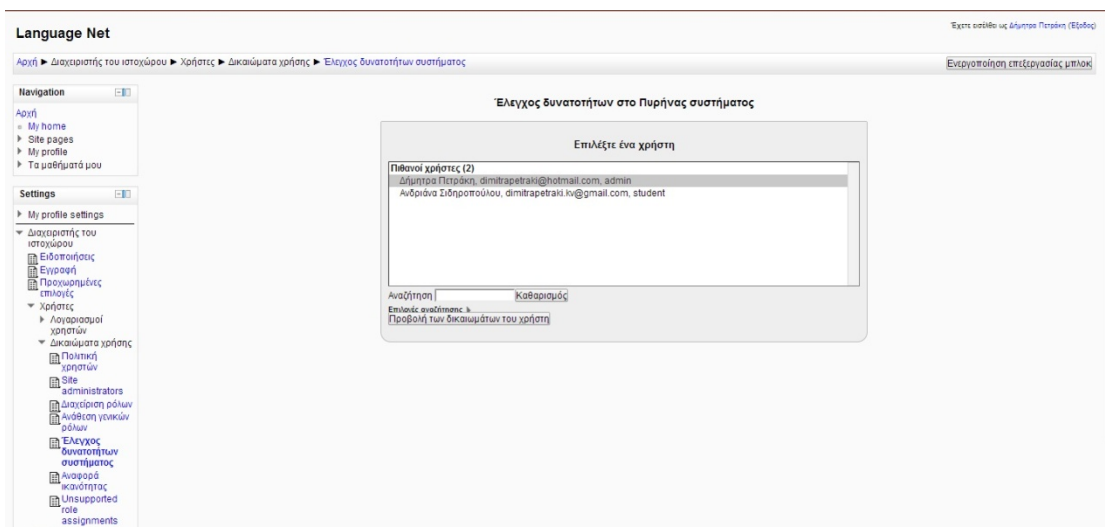 Language Net
Έχετε εισέλθει ως Δήμητρα Πετράκη (Έξοδος)
Αρχή ► Διαχειριστής του ιστοχώρου ► Χρήστες ► Δικαιώματα χρήσης ► Έλεγχος δυνατοτήτων συστήματος
Ενεργοποίηση επεξεργασίας μπλοκ
Navigation
Αρχή
My home
Site pages
My profile
Τα μαθήματά μου
Settings
My profile settings
Διαχειριστής του
ιστοχώρου
Ειδοποιήσεις
Εγγραφή
Προχωρημένες
επιλογές
Χρήστες
Λογαριασμοί
χρηστών
Δικαιώματα χρήσης
Πολιτική
χρηστών
Site
administrators
Διαχείριση ρόλων
Ανάθεση γενικών
ρόλων
Έλεγχος
δυνατοτήτων
συστήματος
Αναφορά
ικανότητας
Unsupported
role
assignments
Έλεγχος δυνατοτήτων στο Πυρήνας συστήματος
Επιλέξτε ένα χρήστη
Πιθανοί χρήστες (2)
Δήμητρα Πετράκη, dimitrapetraki@hotmail.com, admin
Ανδριάνα Σιδηροπούλου, dimitrapetraki.kv@gmail.com, student
Αναζήτηση
Καθαρισμός
Επιλογές αναζήτησης
Προβολή των δικαιωμάτων του χρήστη